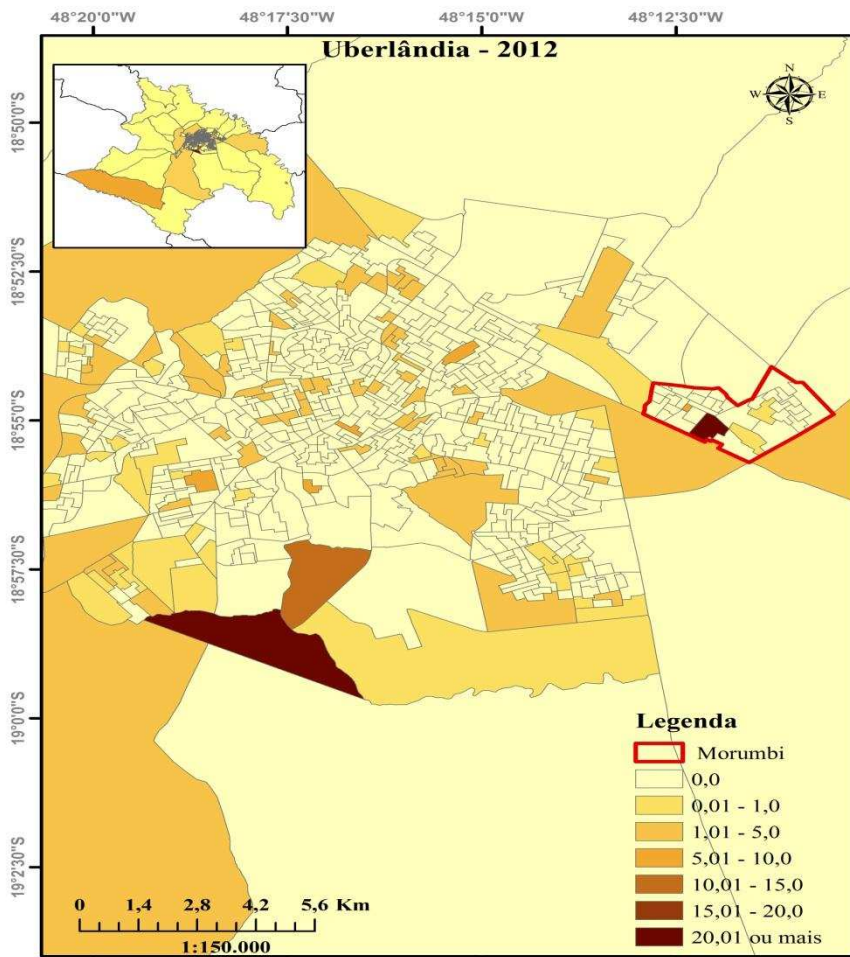 48°20'0"W 48°17'30"W 48°15'0"W 48°12'30"W
Uberlândia - 2012
N
W E
S
18°50'0"S
18°52'30"S
18°55'0"S
18°57'30"S
19°0'0"S
19°2'30"S
Legenda
Morumbi
0,0
0,01 - 1,0
1,01 - 5,0
5,01 - 10,0
10,01 - 15,0
15,01 - 20,0
20,01 ou mais
0 1,4 2,8 4,2 5,6 Km
1:150.000